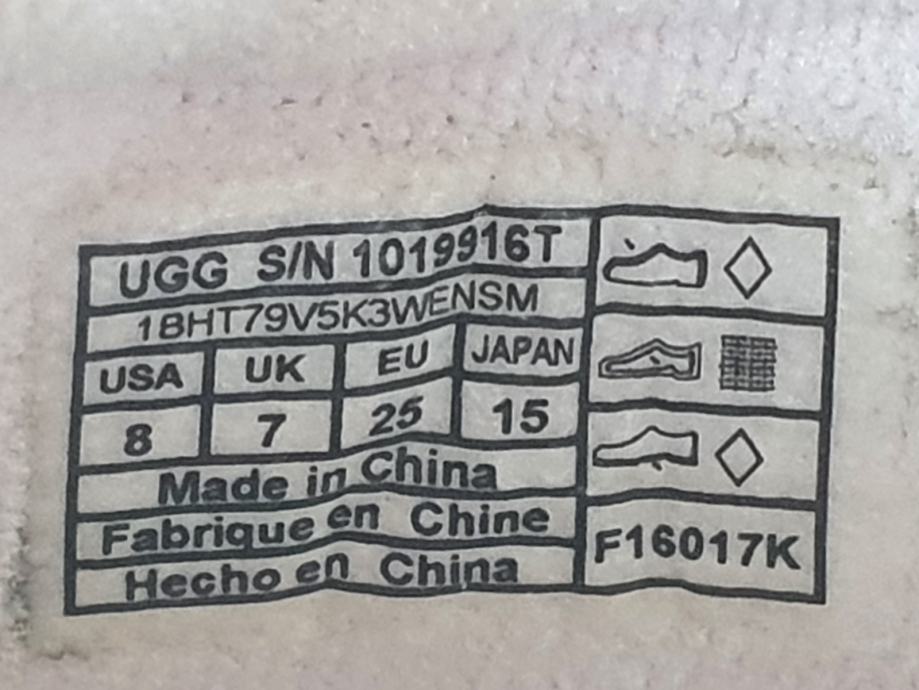 UGG S/N 1019916T
18HT79V5K3WENSM
USA UK EU JAPAN
8 7 25 15
Made in China
Fabrique en Chine
Hecho en China
F16017K